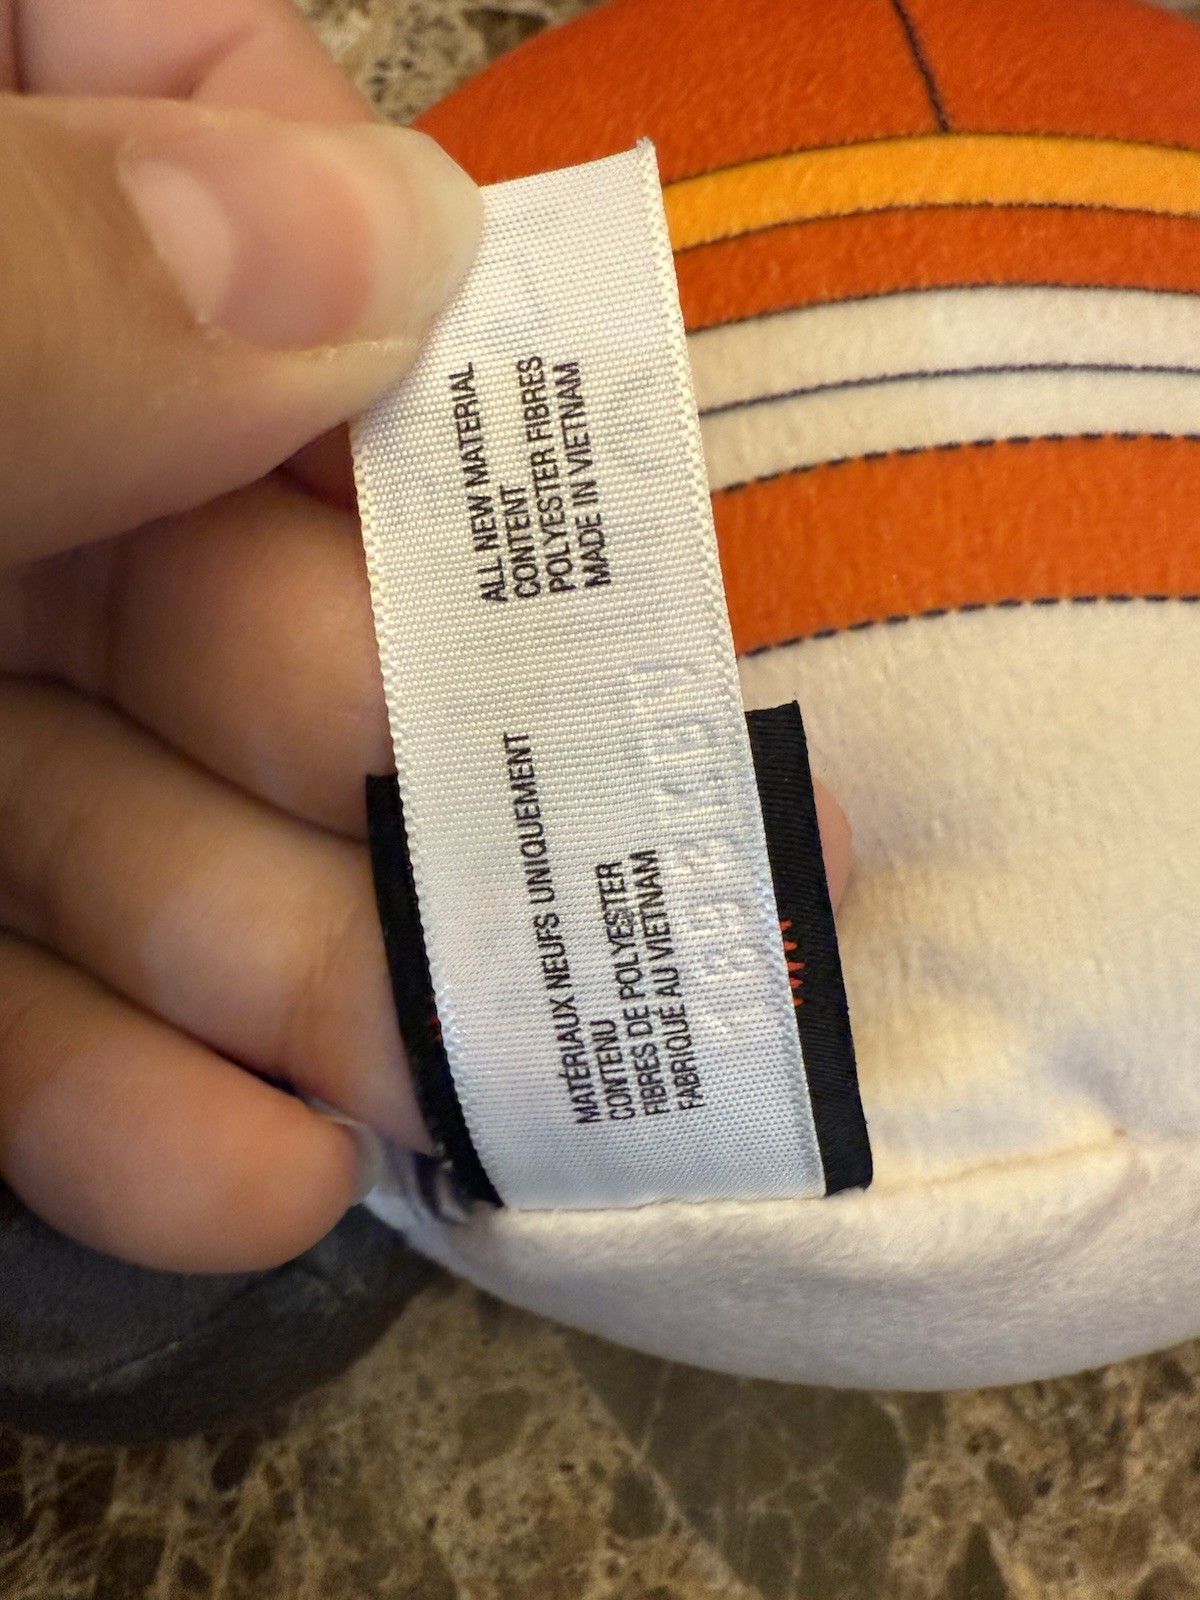 ALL NEW MATERIAL
CONTENT
POLYESTER FIBRES
MADE IN VIETNAM
MATÉRIAUX NEUFS UNIQUEMENT
CONTENU
FIBRES DE POLYESTER
FABRIQUÉ AU VIETNAM